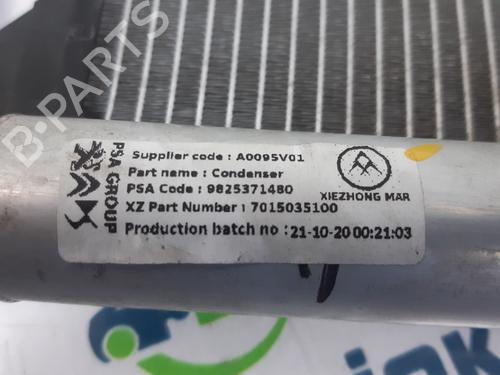 B-PARTS
PSA GROUP
Supplier code : A0095V01
Part name : Condenser
PSA Code : 9825371480
XZ Part Number : 7015035100
Production batch no : 21-10-20 00:21:03
XIEZHONG MAR